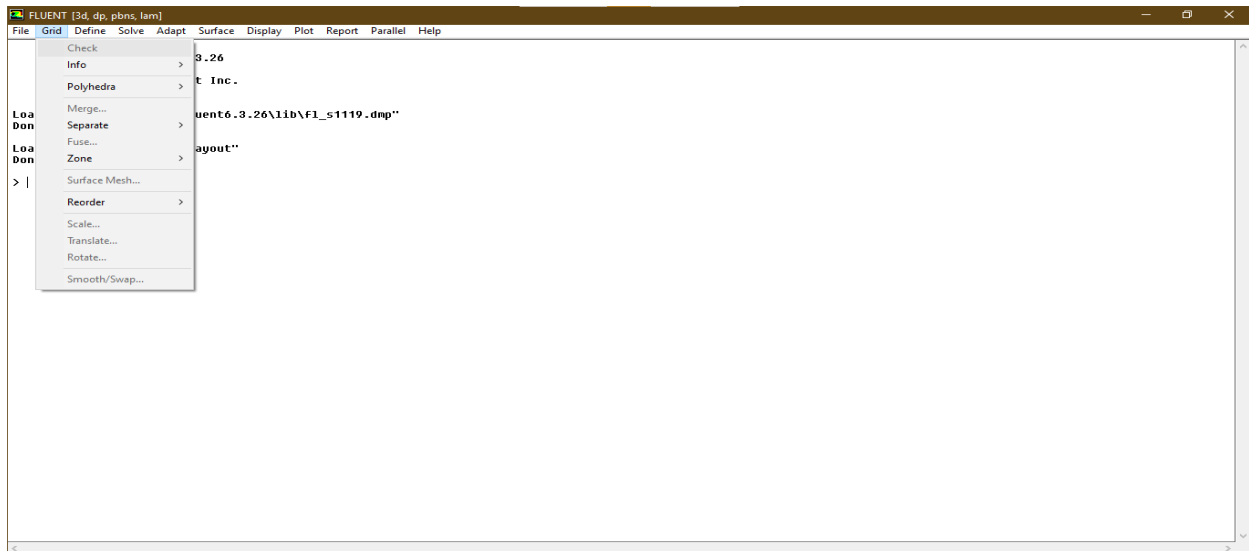 FLUENT [3d, dp, pbns, lam]
File Grid Define Solve Adapt Surface Display Plot Report Parallel Help
Check
3.26
Info >
t Inc.
Polyhedra >
Merge...
Loa uent6.3.26\lib\fl_s1119.dmp"
Don
Separate >
Fuse...
Loa ayout"
Don
Zone >
Surface Mesh...
> |
Reorder >
Scale...
Translate...
Rotate...
Smooth/Swap...